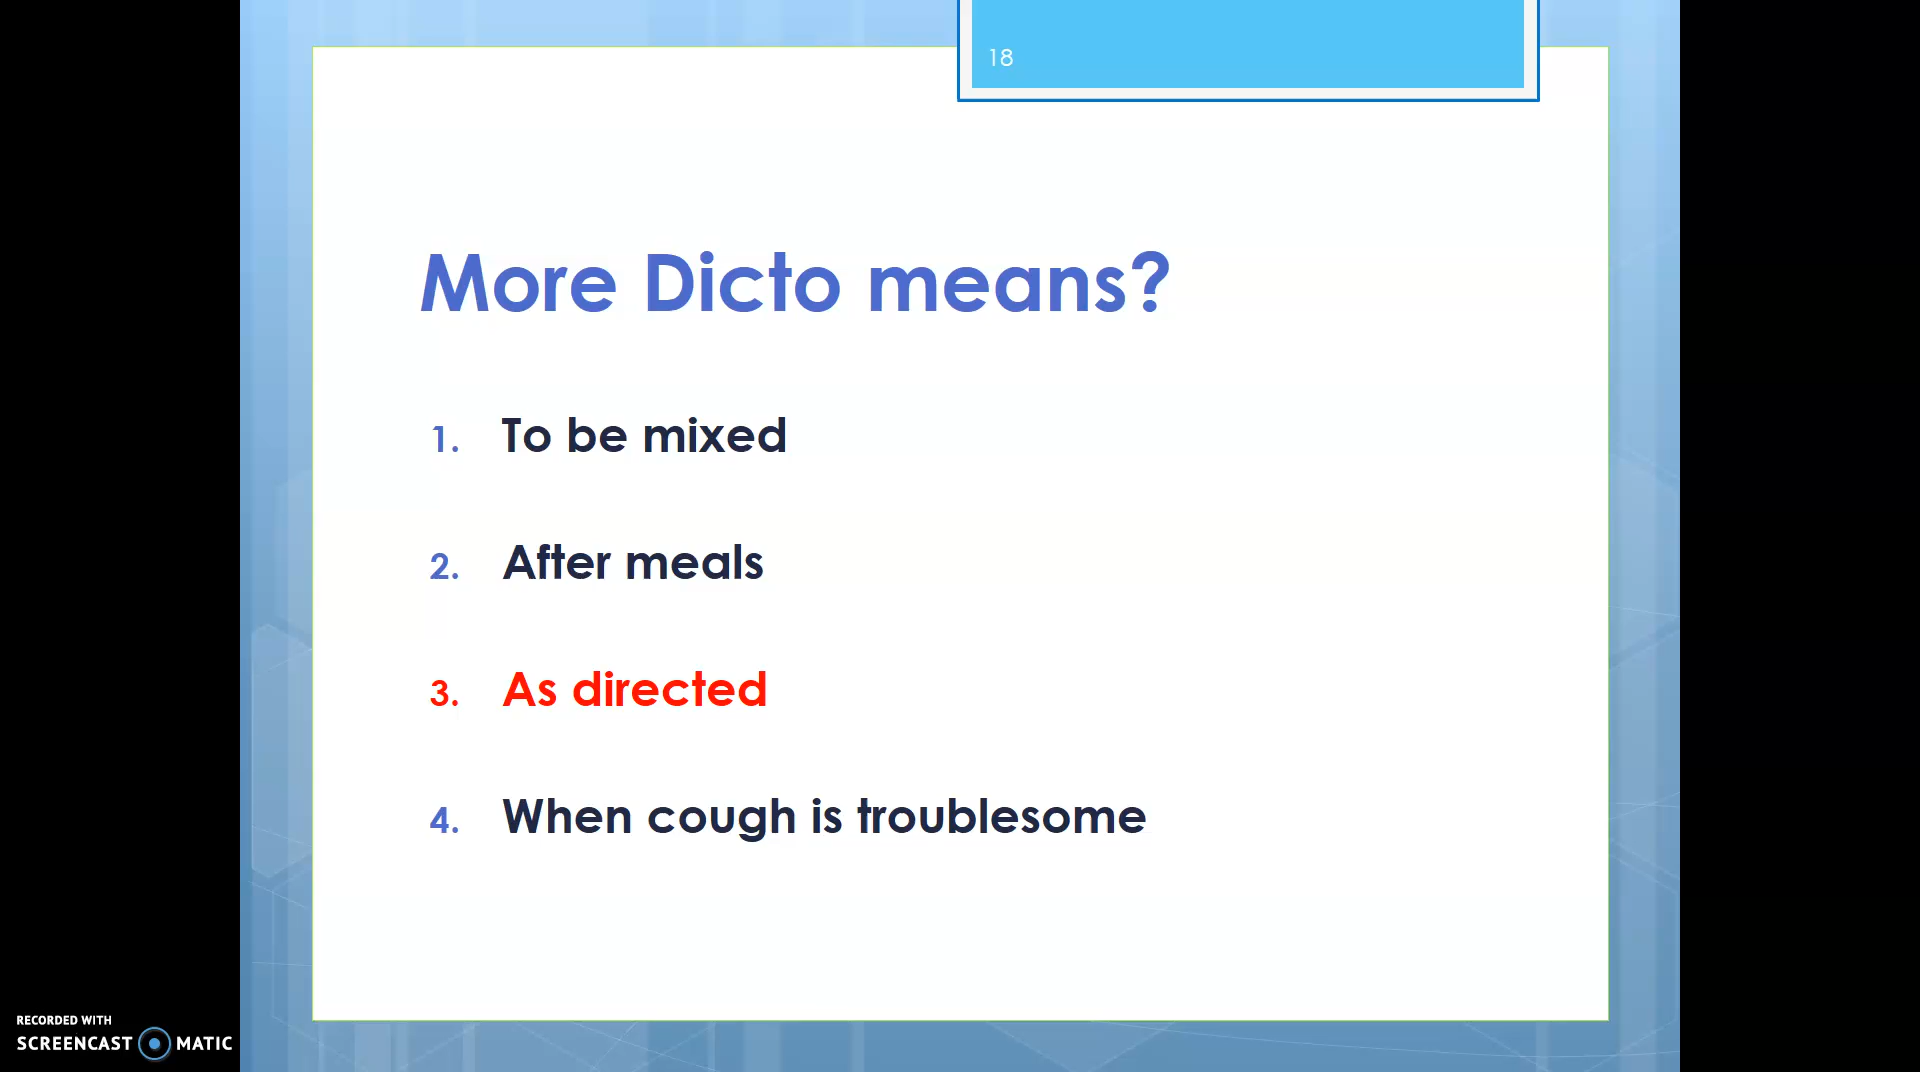 18
More Dicto means?
1. To be mixed
2. After meals
3. As directed
4. When cough is troublesome
RECORDED WITH
SCREENCAST MATIC